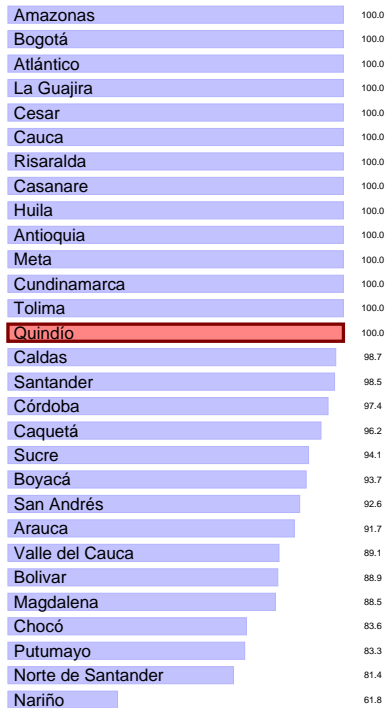 Amazonas 100.0
Bogotá 100.0
Atlántico 100.0
La Guajira 100.0
Cesar 100.0
Cauca 100.0
Risaralda 100.0
Casanare 100.0
Huila 100.0
Antioquia 100.0
Meta 100.0
Cundinamarca 100.0
Tolima 100.0
Quindío 100.0
Caldas 98.7
Santander 98.5
Córdoba 97.4
Caquetá 96.2
Sucre 94.1
Boyacá 93.7
San Andrés 92.6
Arauca 91.7
Valle del Cauca 89.1
Bolivar 88.9
Magdalena 88.5
Chocó 83.6
Putumayo 83.3
Norte de Santander 81.4
Nariño 61.8